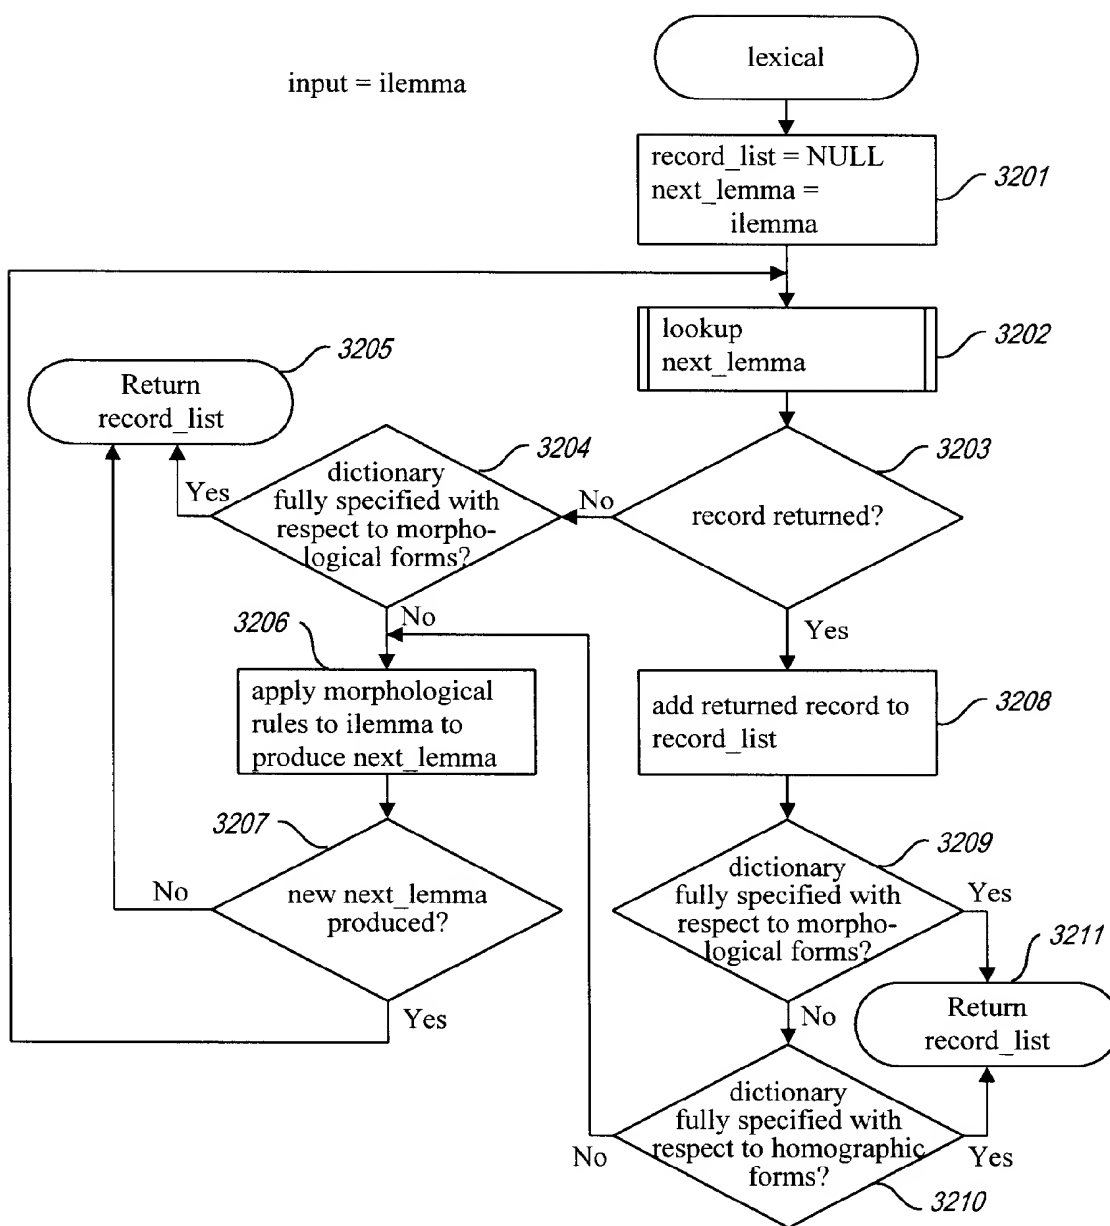 lexical
input = ilemma
record_list = NULL
next_lemma =
ilemma
3201
lookup
next_lemma
3202
3205
Return
record_list
3204
dictionary
fully specified with
respect to morpho-
logical forms?
Yes
No
3203
record returned?
No
Yes
3206
apply morphological
rules to ilemma to
produce next_lemma
add returned record to
record_list
3208
3207
new next_lemma
produced?
No
Yes
3209
dictionary
fully specified with
respect to morpho-
logical forms?
Yes
No
3211
Return
record_list
dictionary
fully specified with
respect to homographic
forms?
No
Yes
3210